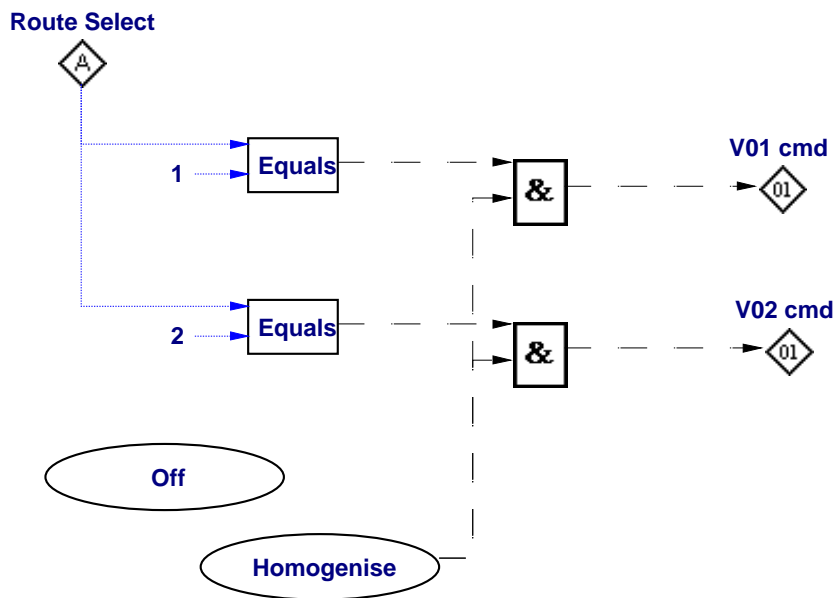 Route Select
A
Equals
1
&
V01 cmd
01
Equals
2
&
V02 cmd
01
Off
Homogenise